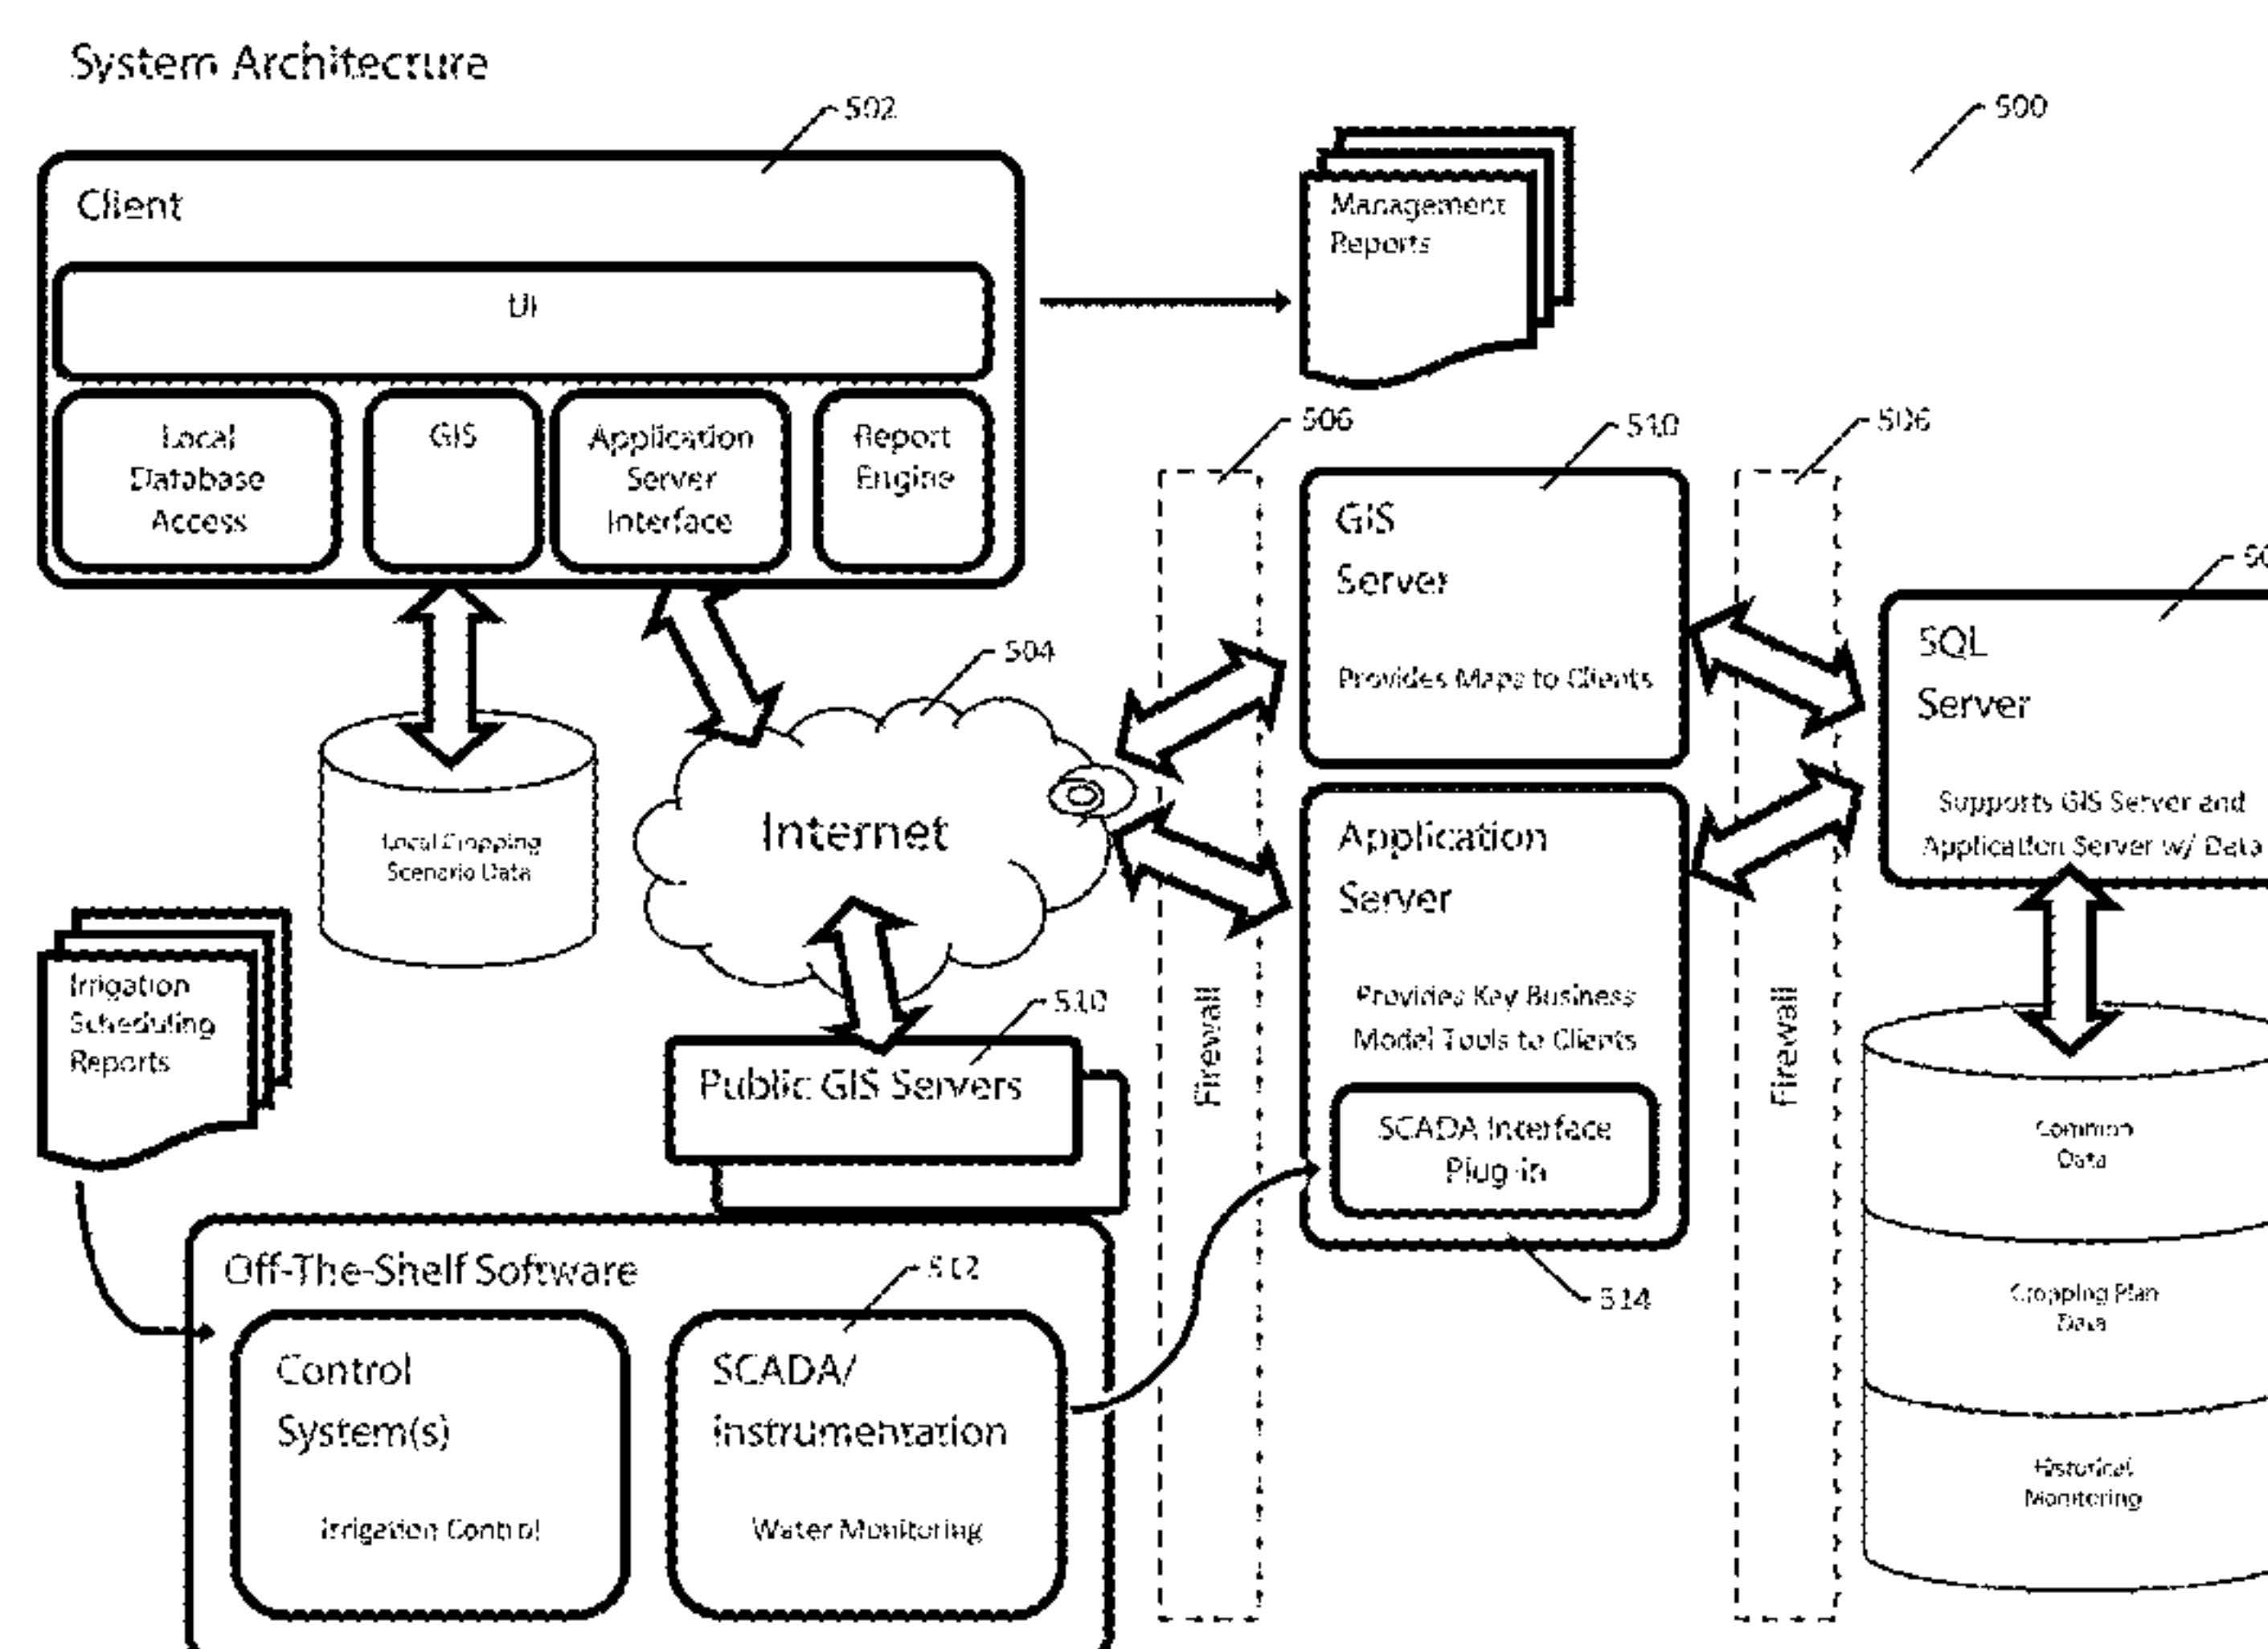 System Architecture
502
500
Client
UI
Local
Database
Access
GIS
Application
Server
Interface
Report
Engine
Management
Reports
506
510
506
GIS
Server
Provides Maps to Clients
SQL
Server
Supports GIS Server and
Application Server w/ Data
504
Internet
Local Cropping
Scenario Data
Application
Server
Provides Key Business
Model Tools to Clients
SCADA Interface
Plug-in
514
Firewall
Firewall
Irrigation
Scheduling
Reports
510
Public GIS Servers
Common
Data
Cropping Plan
Data
Historical
Monitoring
Off-The-Shelf Software
512
Control
System(s)
Irrigation Control
SCADA/
Instrumentation
Water Monitoring